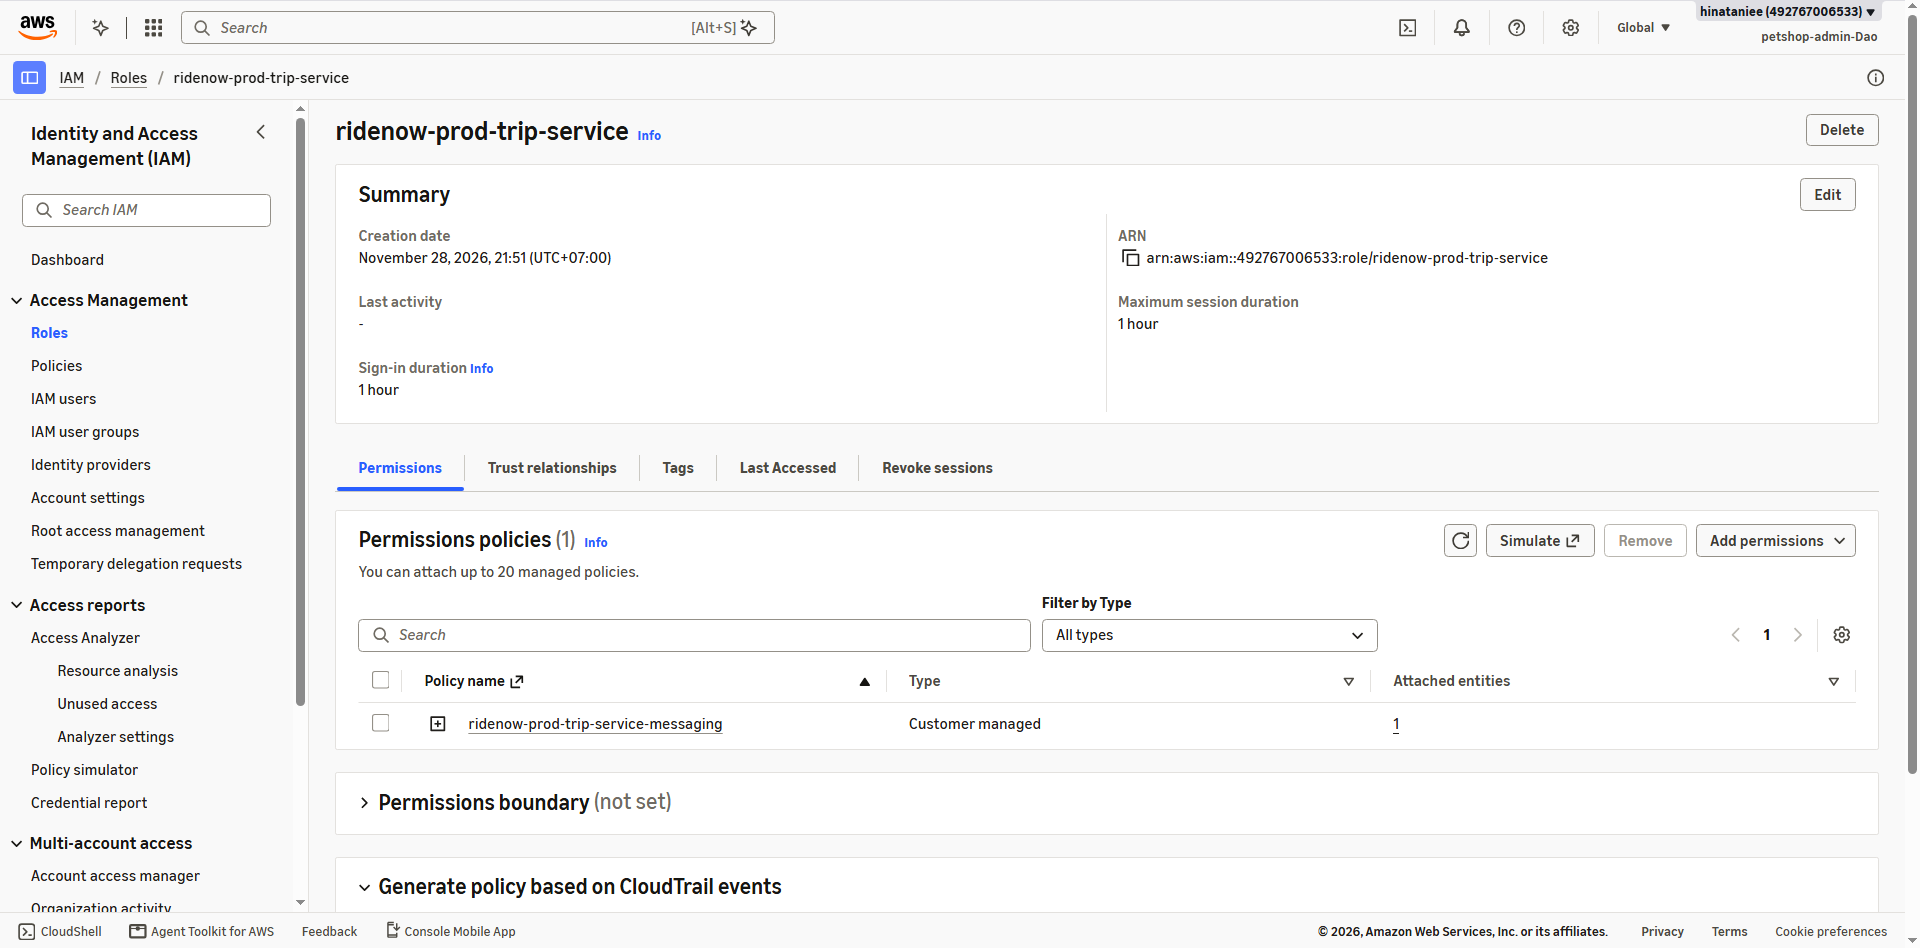 aws
Search
[Alt+S]
Global
hinataniee (492767006533)
petshop-admin-Dao
IAM / Roles / ridenow-prod-trip-service
Identity and Access
Management (IAM)
Search IAM
Dashboard
Access Management
Roles
Policies
IAM users
IAM user groups
Identity providers
Account settings
Root access management
Temporary delegation requests
Access reports
Access Analyzer
Resource analysis
Unused access
Analyzer settings
Policy simulator
Credential report
Multi-account access
Account access manager
Organization activity
ridenow-prod-trip-service Info
Delete
Summary
Edit
Creation date
November 28, 2026, 21:51 (UTC+07:00)
ARN
arn:aws:iam::492767006533:role/ridenow-prod-trip-service
Last activity
-
Maximum session duration
1 hour
Sign-in duration Info
1 hour
Permissions
Trust relationships
Tags
Last Accessed
Revoke sessions
Permissions policies (1) Info
Simulate
Remove
Add permissions
You can attach up to 20 managed policies.
Filter by Type
Search
All types
1
Policy name
Type
Attached entities
ridenow-prod-trip-service-messaging
Customer managed
1
Permissions boundary (not set)
Generate policy based on CloudTrail events
CloudShell
Agent Toolkit for AWS
Feedback
Console Mobile App
© 2026, Amazon Web Services, Inc. or its affiliates.
Privacy
Terms
Cookie preferences